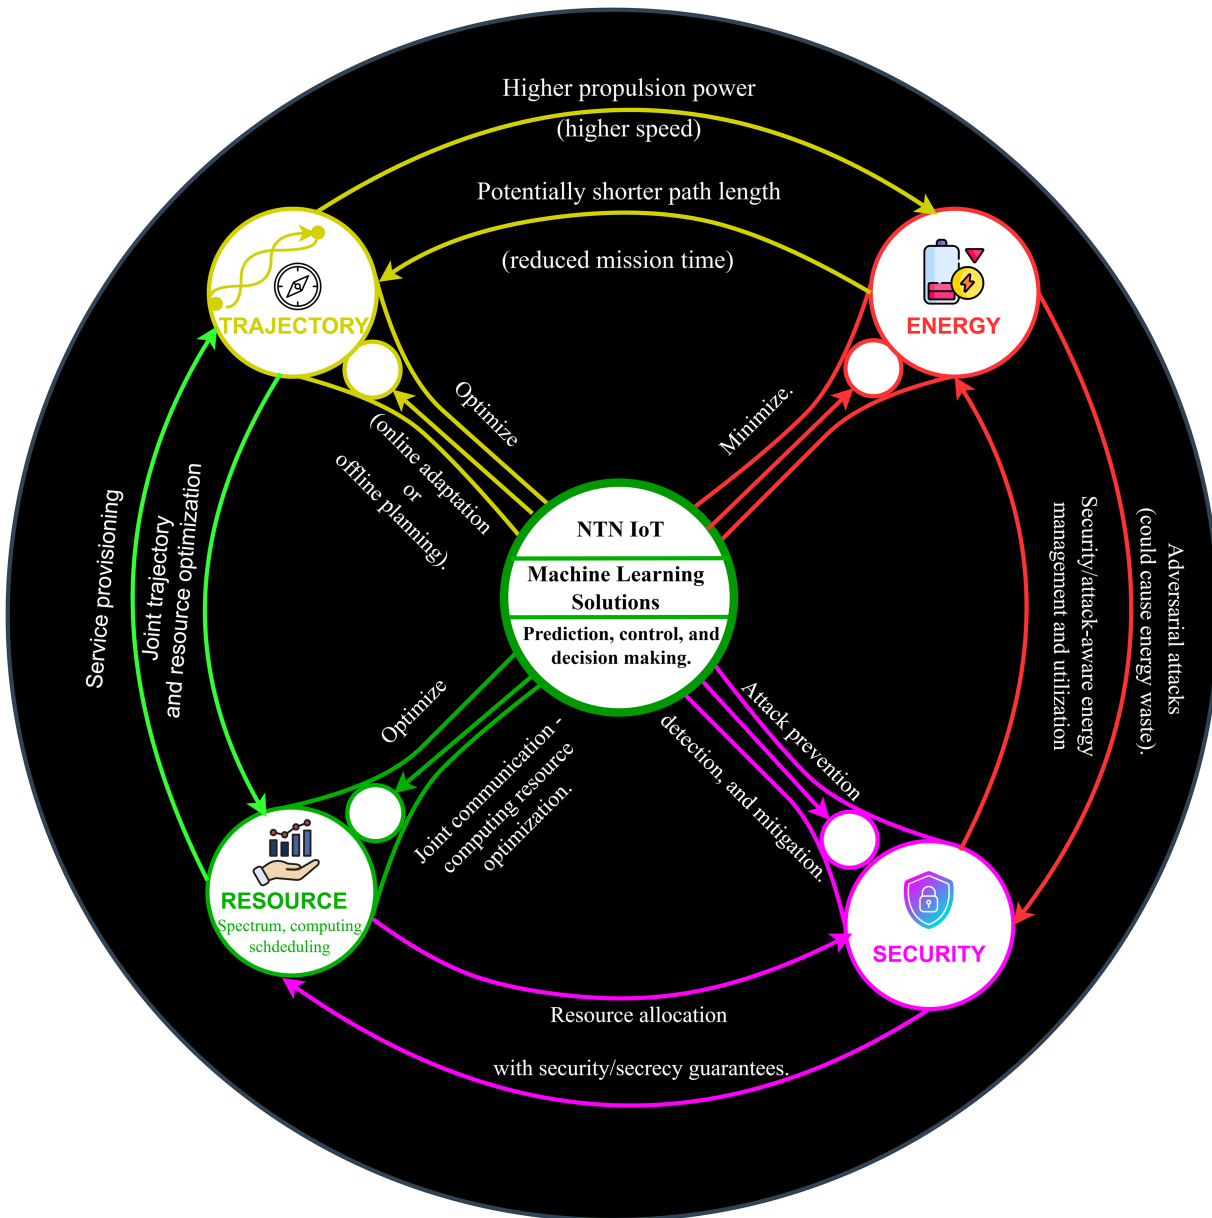 Higher propulsion power
(higher speed)
Potentially shorter path length
(reduced mission time)
TRAJECTORY
ENERGY
Optimize
(online adaptation
or
offline planning).
Minimize.
Service provisioning
Joint trajectory
and resource optimization
NTN IoT
Machine Learning
Solutions
Prediction, control, and
decision making.
Security/attack-aware energy
management and utilization
Adversarial attacks
(could cause energy waste).
Optimize
Joint communication -
computing resource
optimization.
Attack prevention
detection, and mitigation.
RESOURCE
Spectrum, computing
schdeduling
SECURITY
Resource allocation
with security/secrecy guarantees.